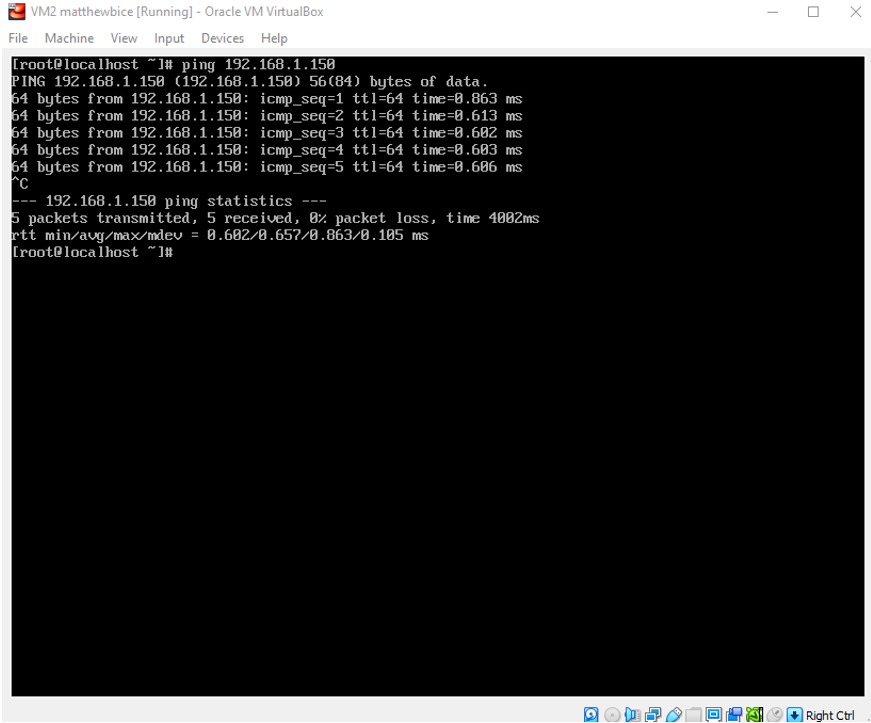 VM2 matthewbice [Running] - Oracle VM VirtualBox
File Machine View Input Devices Help
[root@localhost ~]# ping 192.168.1.150
PING 192.168.1.150 (192.168.1.150) 56(84) bytes of data.
64 bytes from 192.168.1.150: icmp_seq=1 ttl=64 time=0.863 ms
64 bytes from 192.168.1.150: icmp_seq=2 ttl=64 time=0.613 ms
64 bytes from 192.168.1.150: icmp_seq=3 ttl=64 time=0.602 ms
64 bytes from 192.168.1.150: icmp_seq=4 ttl=64 time=0.603 ms
64 bytes from 192.168.1.150: icmp_seq=5 ttl=64 time=0.606 ms
^C
--- 192.168.1.150 ping statistics ---
5 packets transmitted, 5 received, 0% packet loss, time 4002ms
rtt min/avg/max/mdev = 0.602/0.657/0.863/0.105 ms
[root@localhost ~]#
Right Ctrl